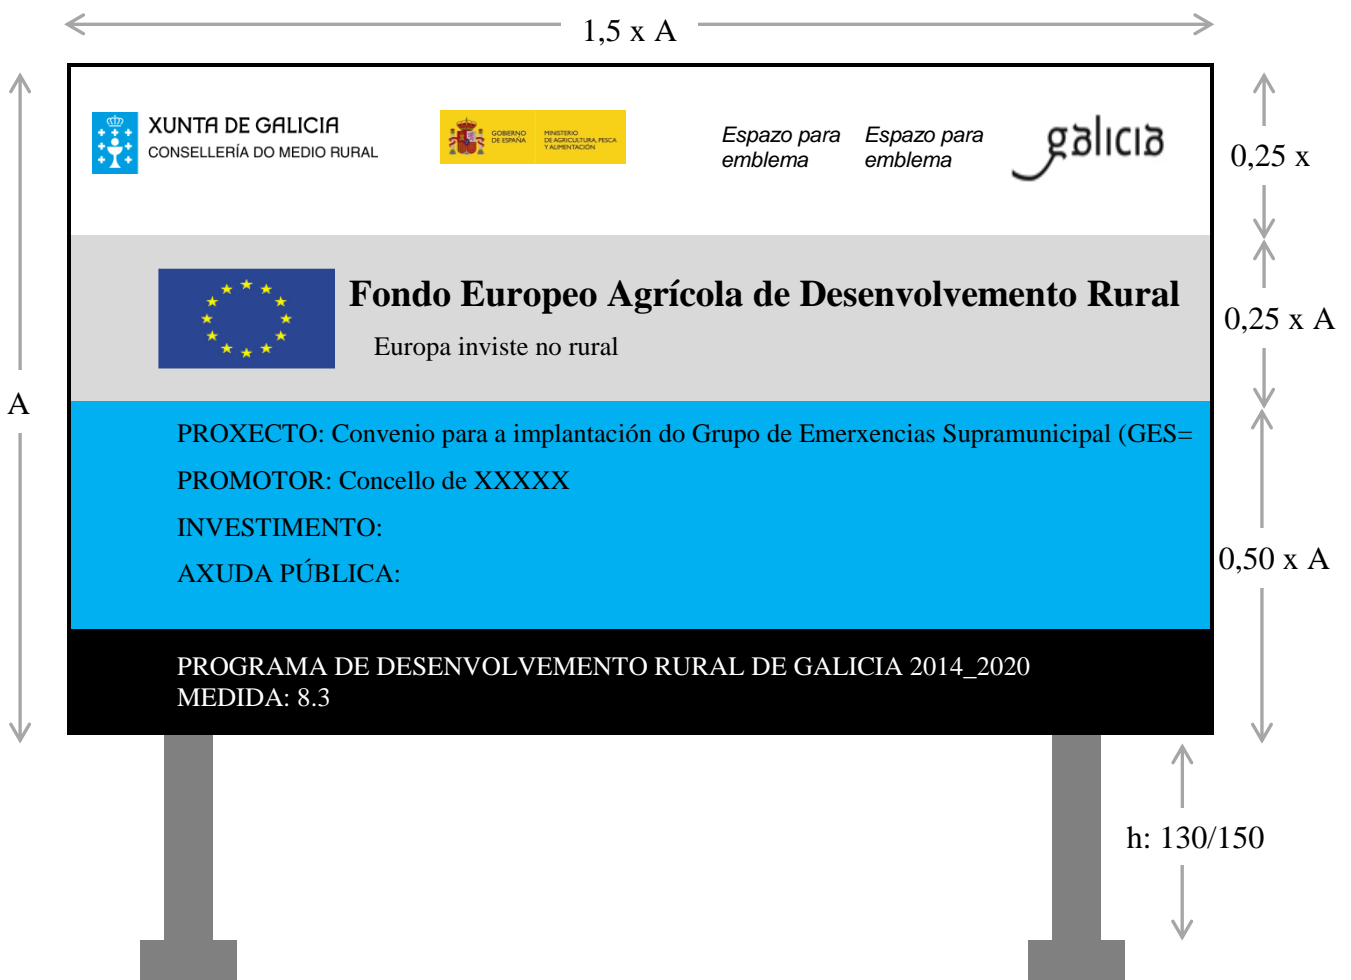 1,5 x A
XUNTA DE GALICIA
CONSELLERÍA DO MEDIO RURAL
GOBIERNO
DE ESPAÑA
MINISTERIO
DE AGRICULTURA, PESCA
Y ALIMENTACIÓN
Espazo para
emblema
Espazo para
emblema
galicia
0,25 x
Fondo Europeo Agrícola de Desenvolvemento Rural
Europa inviste no rural
0,25 x A
A
PROXECTO: Convenio para a implantación do Grupo de Emerxencias Supramunicipal (GES=
PROMOTOR: Concello de XXXXX
INVESTIMENTO:
AXUDA PÚBLICA:
0,50 x A
PROGRAMA DE DESENVOLVEMENTO RURAL DE GALICIA 2014_2020
MEDIDA: 8.3
h: 130/150